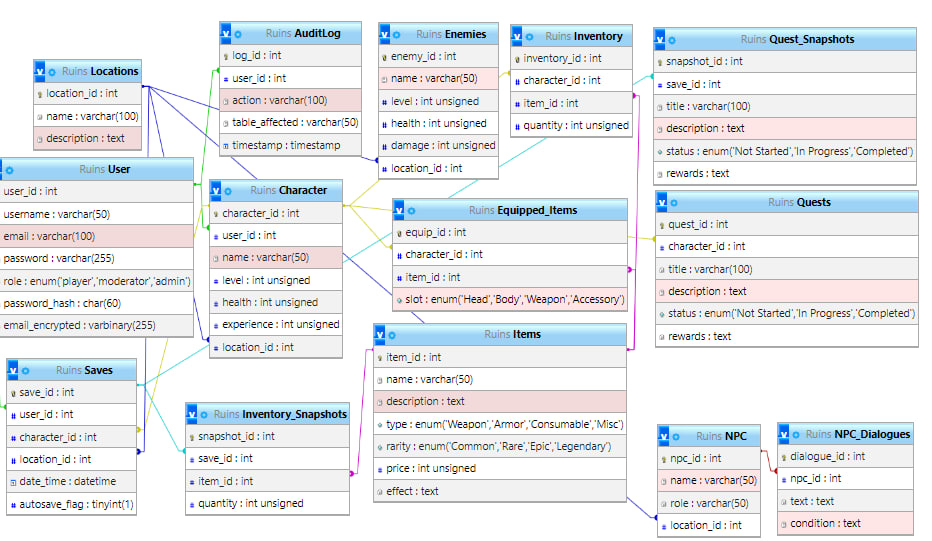 Ruins Locations
location_id : int
name : varchar(100)
description : text
Ruins AuditLog
log_id : int
user_id : int
action : varchar(100)
table_affected : varchar(50)
timestamp : timestamp
Ruins Enemies
enemy_id : int
name : varchar(50)
level : int unsigned
health : int unsigned
damage : int unsigned
location_id : int
Ruins Inventory
inventory_id : int
character_id : int
item_id : int
quantity : int unsigned
Ruins Quest_Snapshots
snapshot_id : int
save_id : int
title : varchar(100)
description : text
status : enum('Not Started','In Progress','Completed')
rewards : text
Ruins User
user_id : int
username : varchar(50)
email : varchar(100)
password : varchar(255)
role : enum('player','moderator','admin')
password_hash : char(60)
email_encrypted : varbinary(255)
Ruins Character
character_id : int
user_id : int
name : varchar(50)
level : int unsigned
health : int unsigned
experience : int unsigned
location_id : int
Ruins Equipped_Items
equip_id : int
character_id : int
item_id : int
slot : enum('Head','Body','Weapon','Accessory')
Ruins Quests
quest_id : int
character_id : int
title : varchar(100)
description : text
status : enum('Not Started','In Progress','Completed')
rewards : text
Ruins Saves
save_id : int
user_id : int
character_id : int
location_id : int
date_time : datetime
autosave_flag : tinyint(1)
Ruins Inventory_Snapshots
snapshot_id : int
save_id : int
item_id : int
quantity : int unsigned
Ruins Items
item_id : int
name : varchar(50)
description : text
type : enum('Weapon','Armor','Consumable','Misc')
rarity : enum('Common','Rare','Epic','Legendary')
price : int unsigned
effect : text
Ruins NPC
npc_id : int
name : varchar(50)
role : varchar(50)
location_id : int
Ruins NPC_Dialogues
dialogue_id : int
npc_id : int
text : text
condition : text